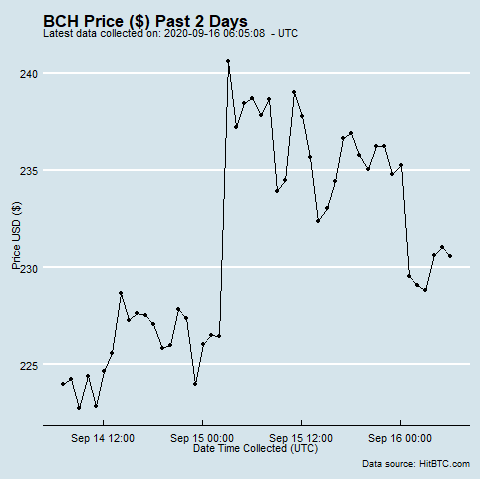 BCH Price ($) Past 2 Days
Latest data collected on: 2020-09-16 06:05:08 - UTC
240
235
230
225
Price USD ($)
Sep 14 12:00 Sep 15 00:00 Sep 15 12:00 Sep 16 00:00
Date Time Collected (UTC)
Data source: HitBTC.com